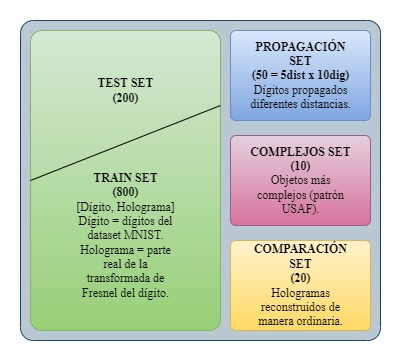 TEST SET
(200)
TRAIN SET
(800)
[Dígito, Holograma]
Dígito = dígitos del
dataset MNIST.
Holograma = parte
real de la
transformada de
Fresnel del dígito.
PROPAGACIÓN
SET
(50 = 5dist x 10dig)
Dígitos propagados
diferentes distancias.
COMPLEJOS SET
(10)
Objetos más
complejos (patrón
USAF).
COMPARACIÓN
SET
(20)
Hologramas
reconstruidos de
manera ordinaria.